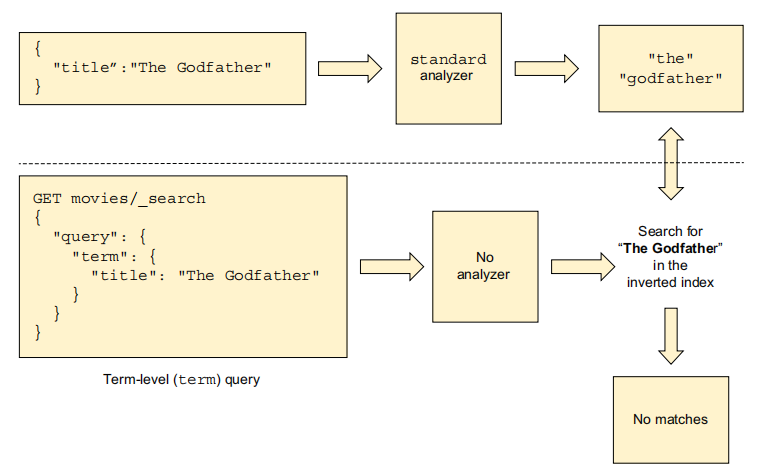 {
"title”:"The Godfather"
}
standard
analyzer
"the"
"godfather"
GET movies/_search
{
"query": {
"term": {
"title": "The Godfather"
}
}
}
No
analyzer
Search for
“The Godfather”
in the
inverted index
Term-level (term) query
No matches